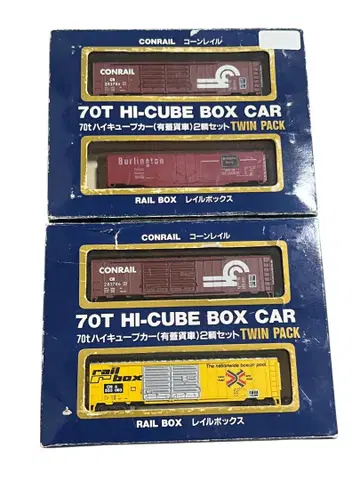 CONRAIL コーンレイル
CONRAIL
CR
283786
70T HI-CUBE BOX CAR
70tハイキューブカー(有蓋貨車)2輌セット TWIN PACK
Burlington
RAIL BOX レイルボックス
CONRAIL コーンレイル
CONRAIL
CR
283786
70T HI-CUBE BOX CAR
70tハイキューブカー(有蓋貨車)2輌セット TWIN PACK
rail box
The nationwide boxcar pool
RAIL BOX レイルボックス